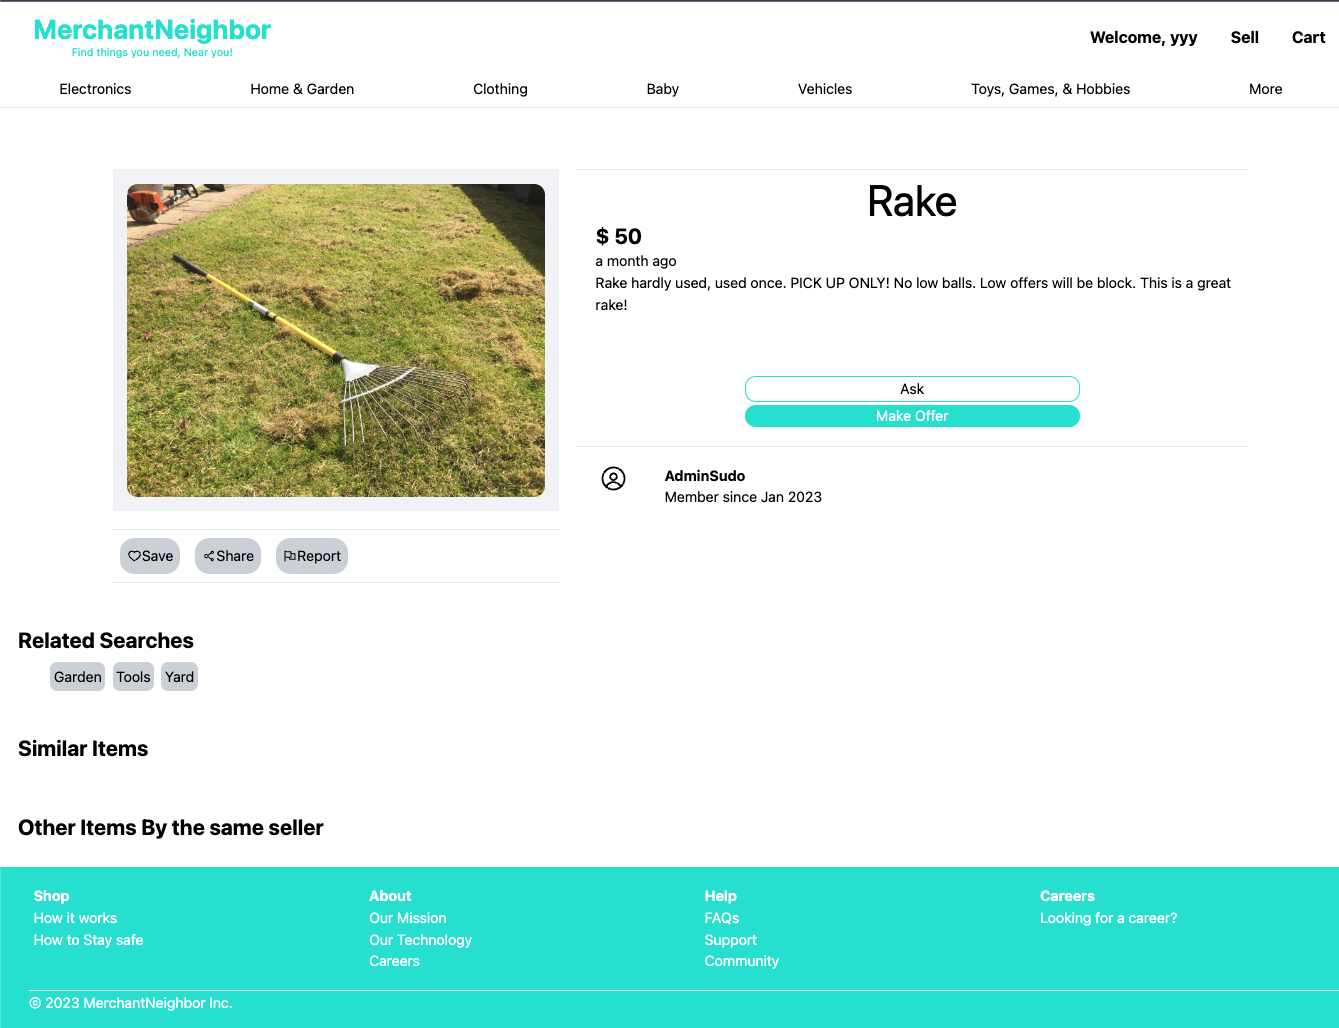 MerchantNeighbor
Find things you need, Near you!
Welcome, yyy
Sell
Cart
Electronics
Home & Garden
Clothing
Baby
Vehicles
Toys, Games, & Hobbies
More
Rake
$ 50
a month ago
Rake hardly used, used once. PICK UP ONLY! No low balls. Low offers will be block. This is a great
rake!
Ask
Make Offer
AdminSudo
Member since Jan 2023
Save
Share
Report
Related Searches
Garden
Tools
Yard
Similar Items
Other Items By the same seller
Shop
How it works
How to Stay safe
About
Our Mission
Our Technology
Careers
Help
FAQs
Support
Community
Careers
Looking for a career?
© 2023 MerchantNeighbor Inc.